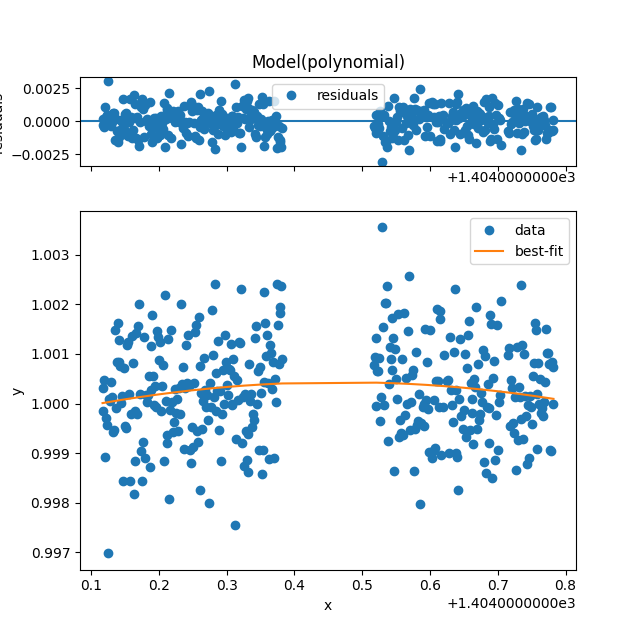 Model(polynomial)
residuals
0.0025
0.0000
−0.0025
+1.4040000000e3
data
best-fit
y
1.003
1.002
1.001
1.000
0.999
0.998
0.997
0.1 0.2 0.3 0.4 0.5 0.6 0.7 0.8
x
+1.4040000000e3